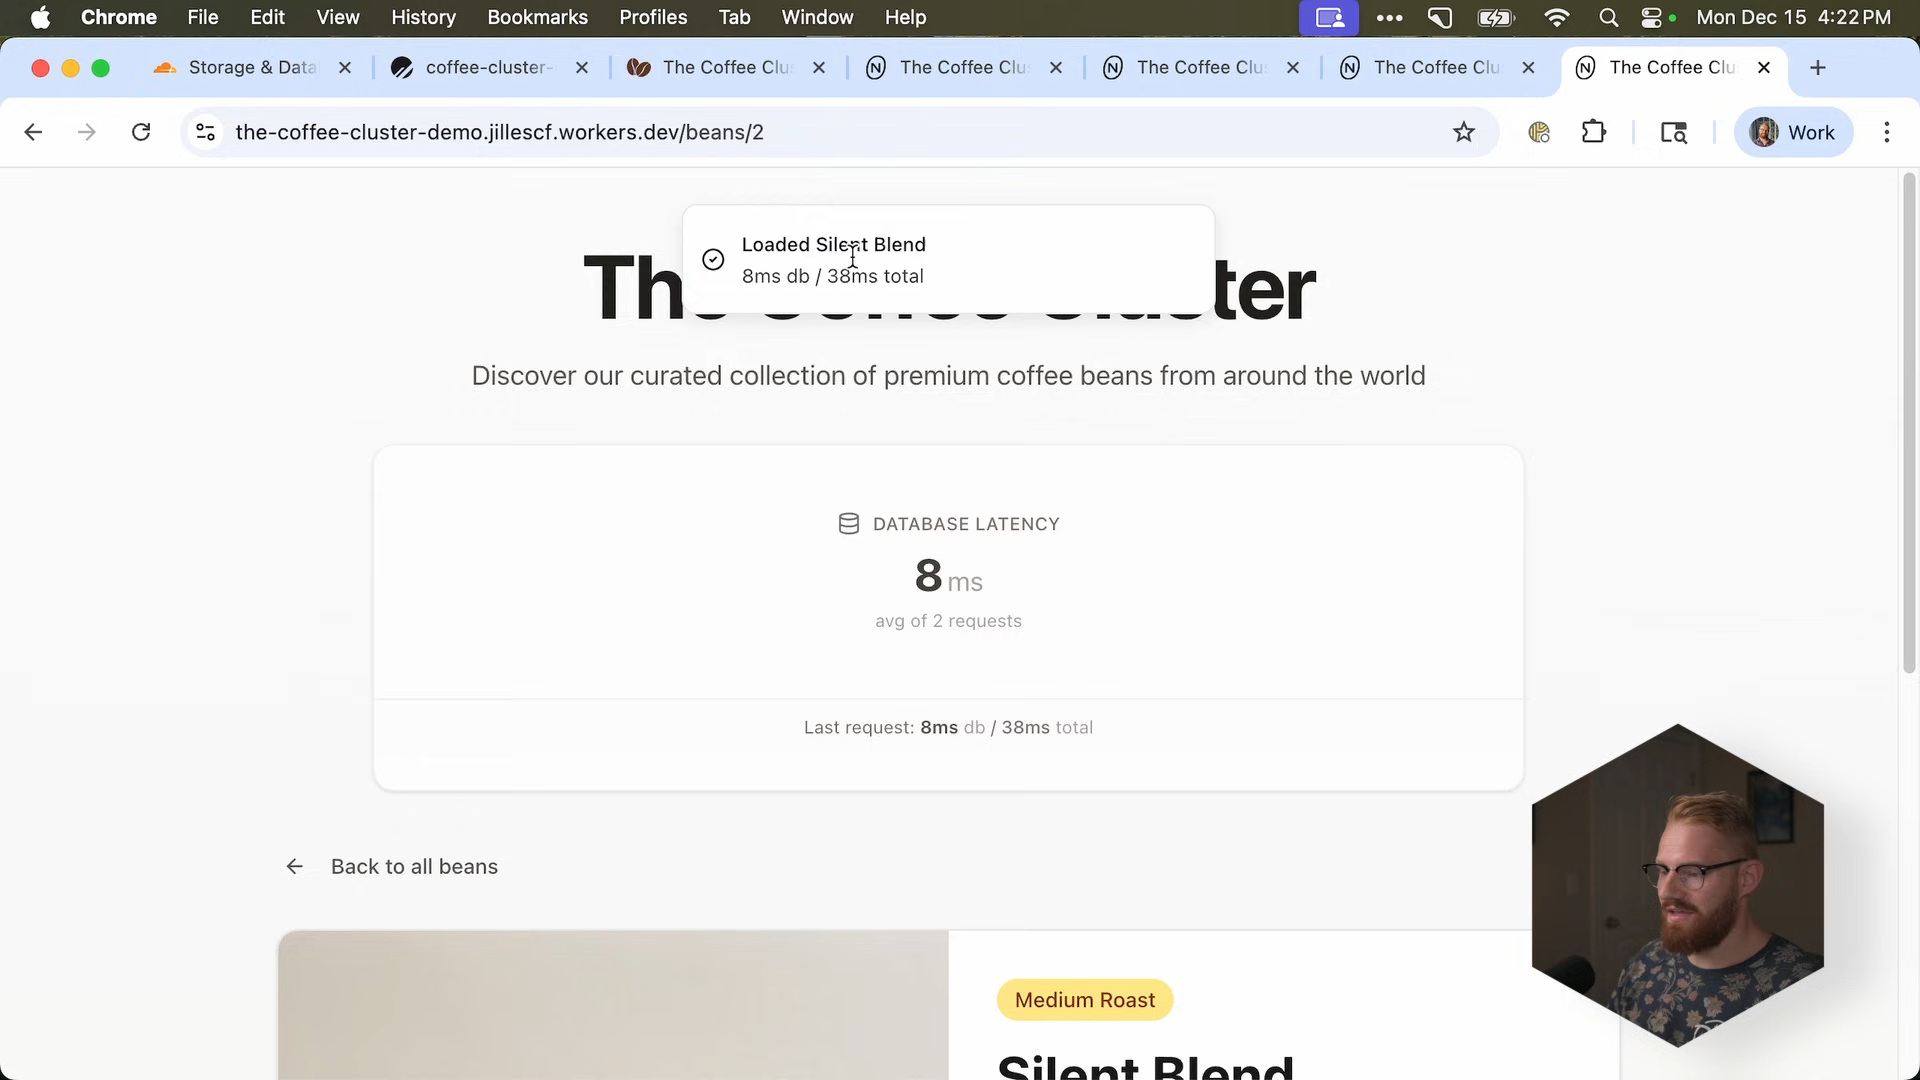 Chrome File Edit View History Bookmarks Profiles Tab Window Help Mon Dec 15 4:22 PM
Storage & Data coffee-cluster- The Coffee Clu The Coffee Clu The Coffee Clu The Coffee Clu The Coffee Clu
the-coffee-cluster-demo.jillescf.workers.dev/beans/2 Work
Loaded Silent Blend
8ms db / 38ms total
Discover our curated collection of premium coffee beans from around the world
DATABASE LATENCY
8 ms
avg of 2 requests
Last request: 8ms db / 38ms total
Back to all beans
Medium Roast
Silent Blend